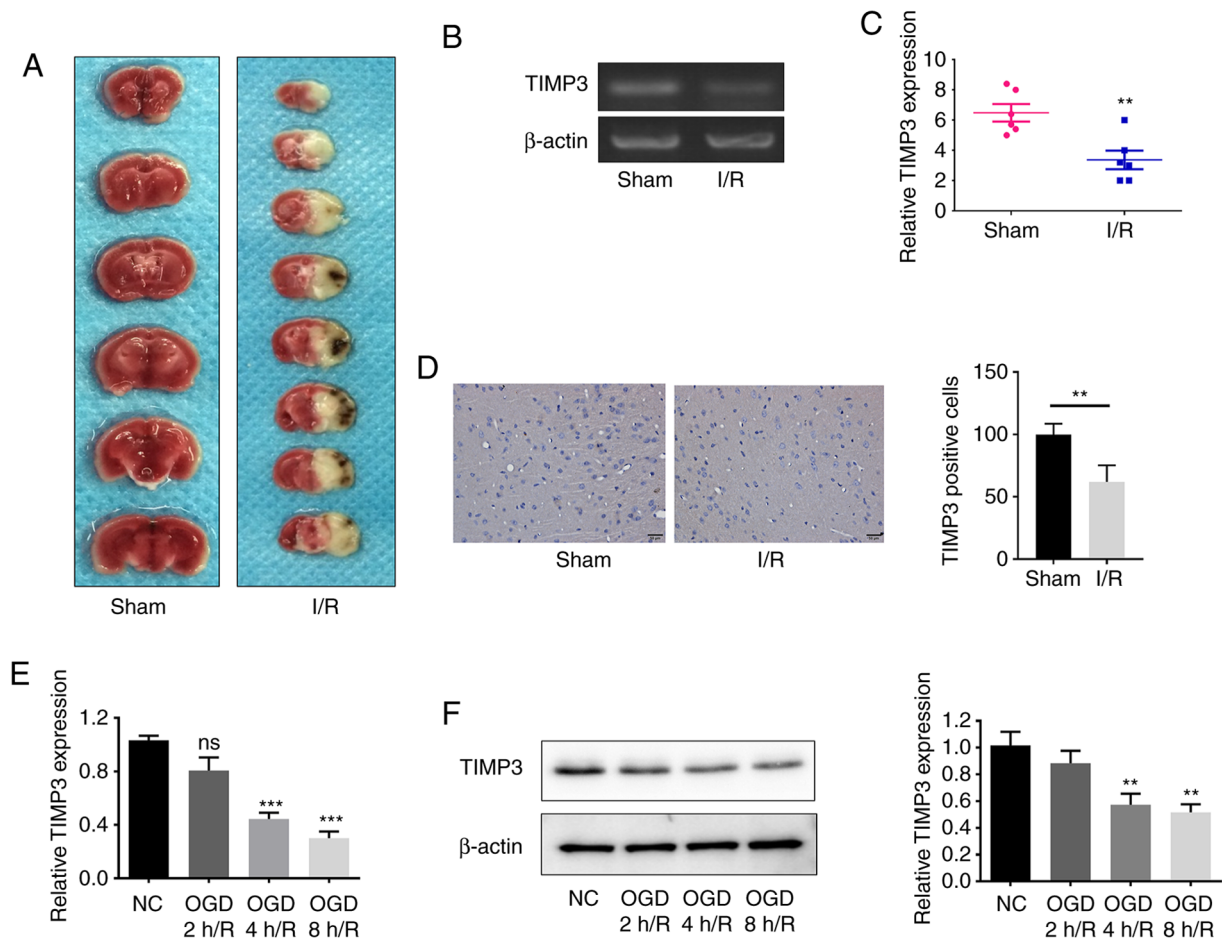 A
Sham
I/R
B
TIMP3
β-actin
Sham
I/R
C
Relative TIMP3 expression
10
8
6
4
2
0
**
Sham
I/R
D
Sham
I/R
TIMP3 positive cells
150
100
50
0
**
Sham
I/R
E
Relative TIMP3 expression
1.2
0.8
0.4
0.0
ns
***
***
NC
OGD
2 h/R
OGD
4 h/R
OGD
8 h/R
F
TIMP3
β-actin
NC
OGD
2 h/R
OGD
4 h/R
OGD
8 h/R
Relative TIMP3 expression
1.2
1.0
0.8
0.6
0.4
0.2
0.0
**
**
NC
OGD
2 h/R
OGD
4 h/R
OGD
8 h/R